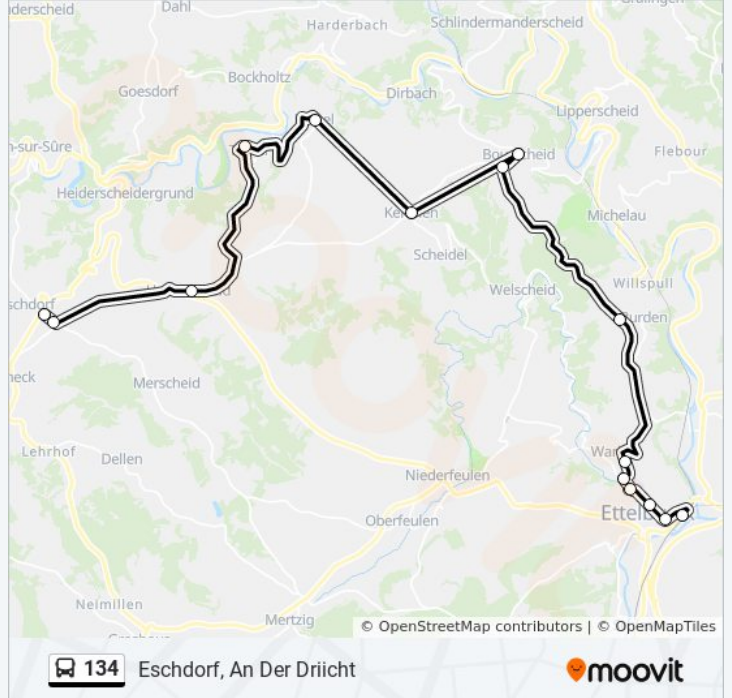 Dahl
Harderbach
Schlindermanderscheid
Bockholtz
Goesdorf
Dirbach
Lipperscheid
Flebour
Heiderscheidergrund
Michelau
Scheidel
Willspull
Welscheid
Merscheid
Lehrhof
Dellen
Niederfeulen
Oberfeulen
Neimillen
Mertzig
© OpenStreetMap contributors | © OpenMapTiles
134 Eschdorf, An Der Driicht
moovit